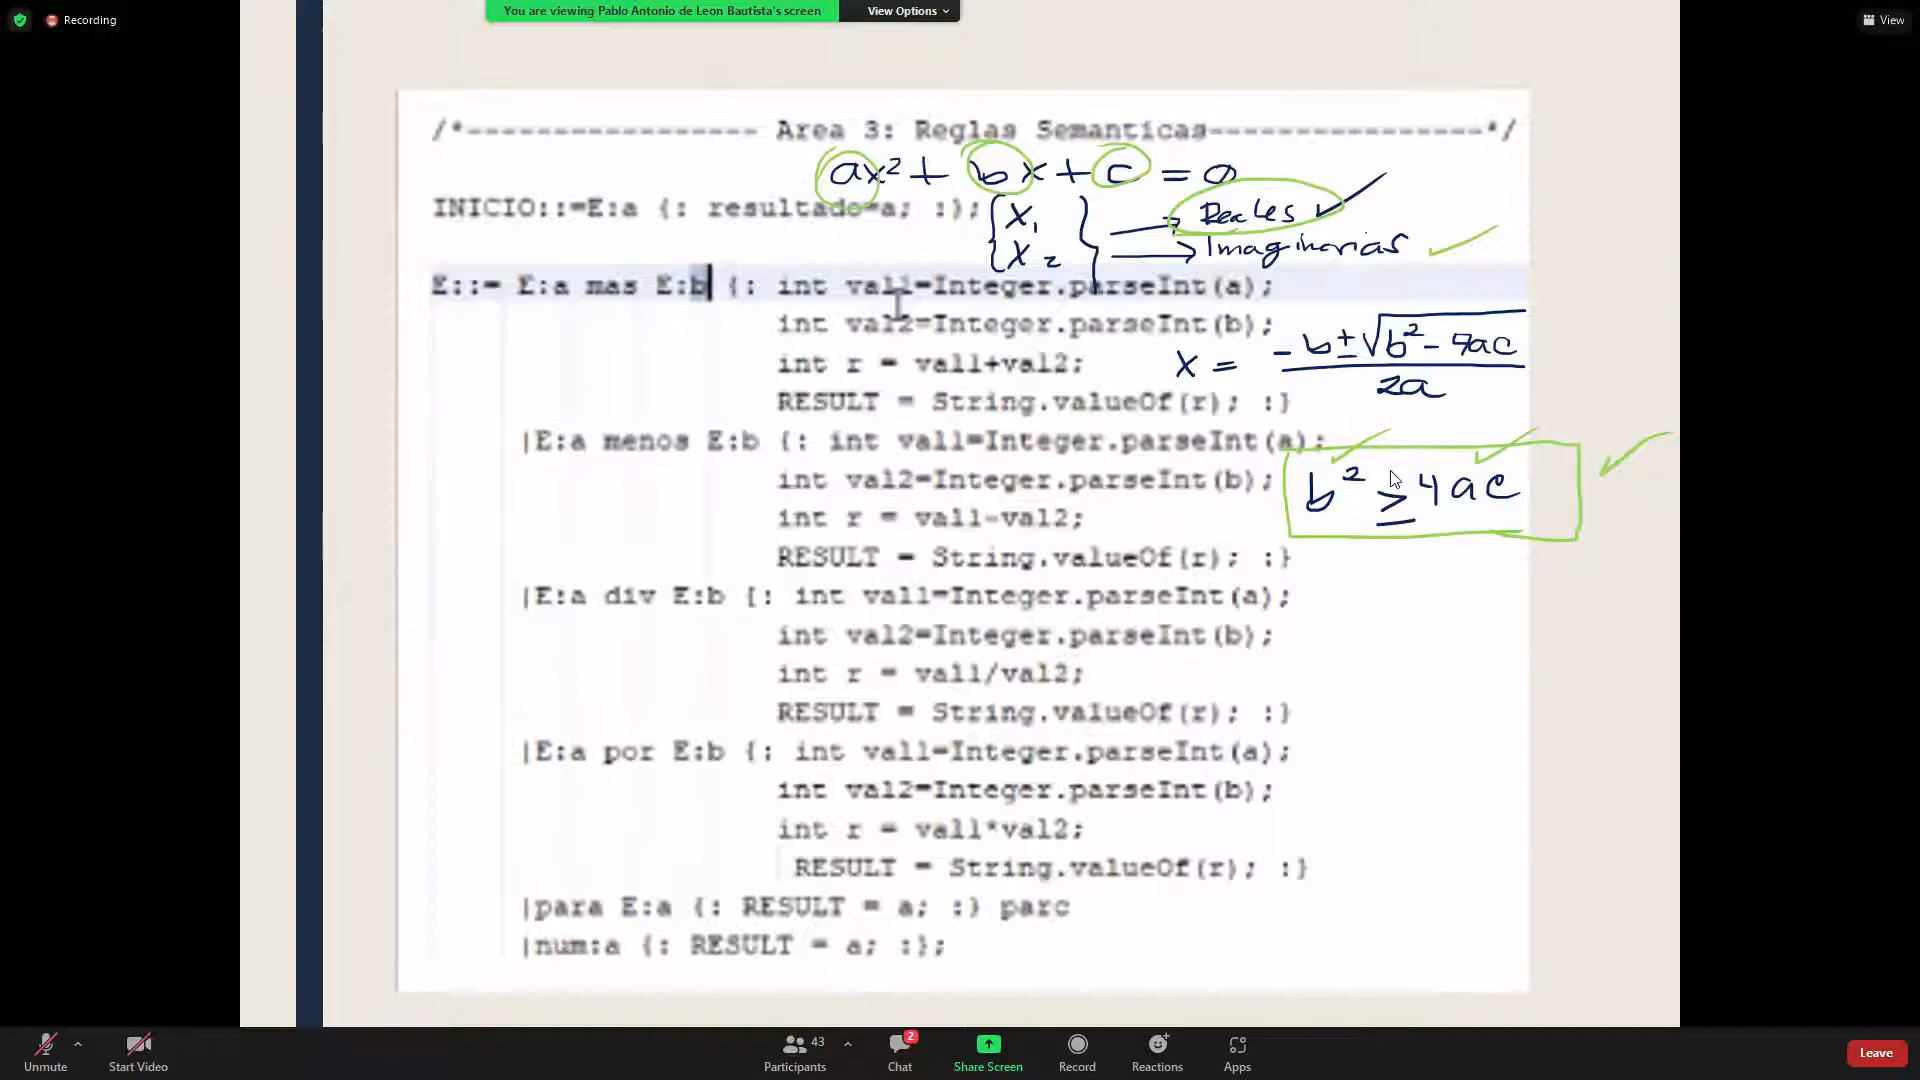 Recording
You are viewing Pablo Antonio de Leon Bautista's screen
View Options
View
/*----------------- Area 3: Reglas Semanticas----------------*/
ax² + bx + c = 0
INICIO::=E:a {: resultado=a; :};
x₁
x₂
Reales
Imaginarias
E::= E:a mas E:b {: int val1=Integer.parseInt(a);
int val2=Integer.parseInt(b);
int r = val1+val2;
x = -b±√b²-4ac
2a
RESULT = String.valueOf(r); :}
|E:a menos E:b {: int val1=Integer.parseInt(a);
int val2=Integer.parseInt(b);
b² ≥ 4ac
int r = val1-val2;
RESULT = String.valueOf(r); :}
|E:a div E:b {: int val1=Integer.parseInt(a);
int val2=Integer.parseInt(b);
int r = val1/val2;
RESULT = String.valueOf(r); :}
|E:a por E:b {: int val1=Integer.parseInt(a);
int val2=Integer.parseInt(b);
int r = val1*val2;
RESULT = String.valueOf(r); :}
|para E:a {: RESULT = a; :} parc
|num:a {: RESULT = a; :};
Unmute
Start Video
43
Participants
2
Chat
Share Screen
Record
Reactions
Apps
Leave